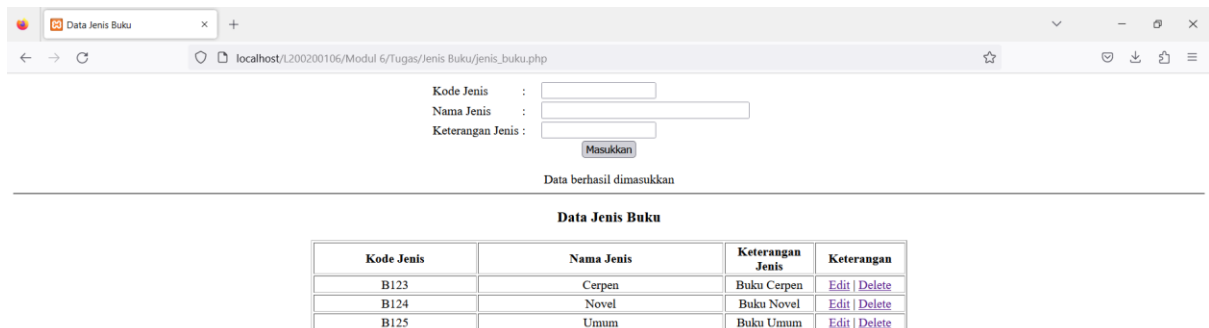 Data Jenis Buku
localhost/L200200106/Modul 6/Tugas/Jenis Buku/jenis_buku.php
Kode Jenis :
Nama Jenis :
Keterangan Jenis :
Masukkan
Data berhasil dimasukkan
Data Jenis Buku
Kode Jenis Nama Jenis Keterangan Jenis Keterangan
B123 Cerpen Buku Cerpen Edit | Delete
B124 Novel Buku Novel Edit | Delete
B125 Umum Buku Umum Edit | Delete